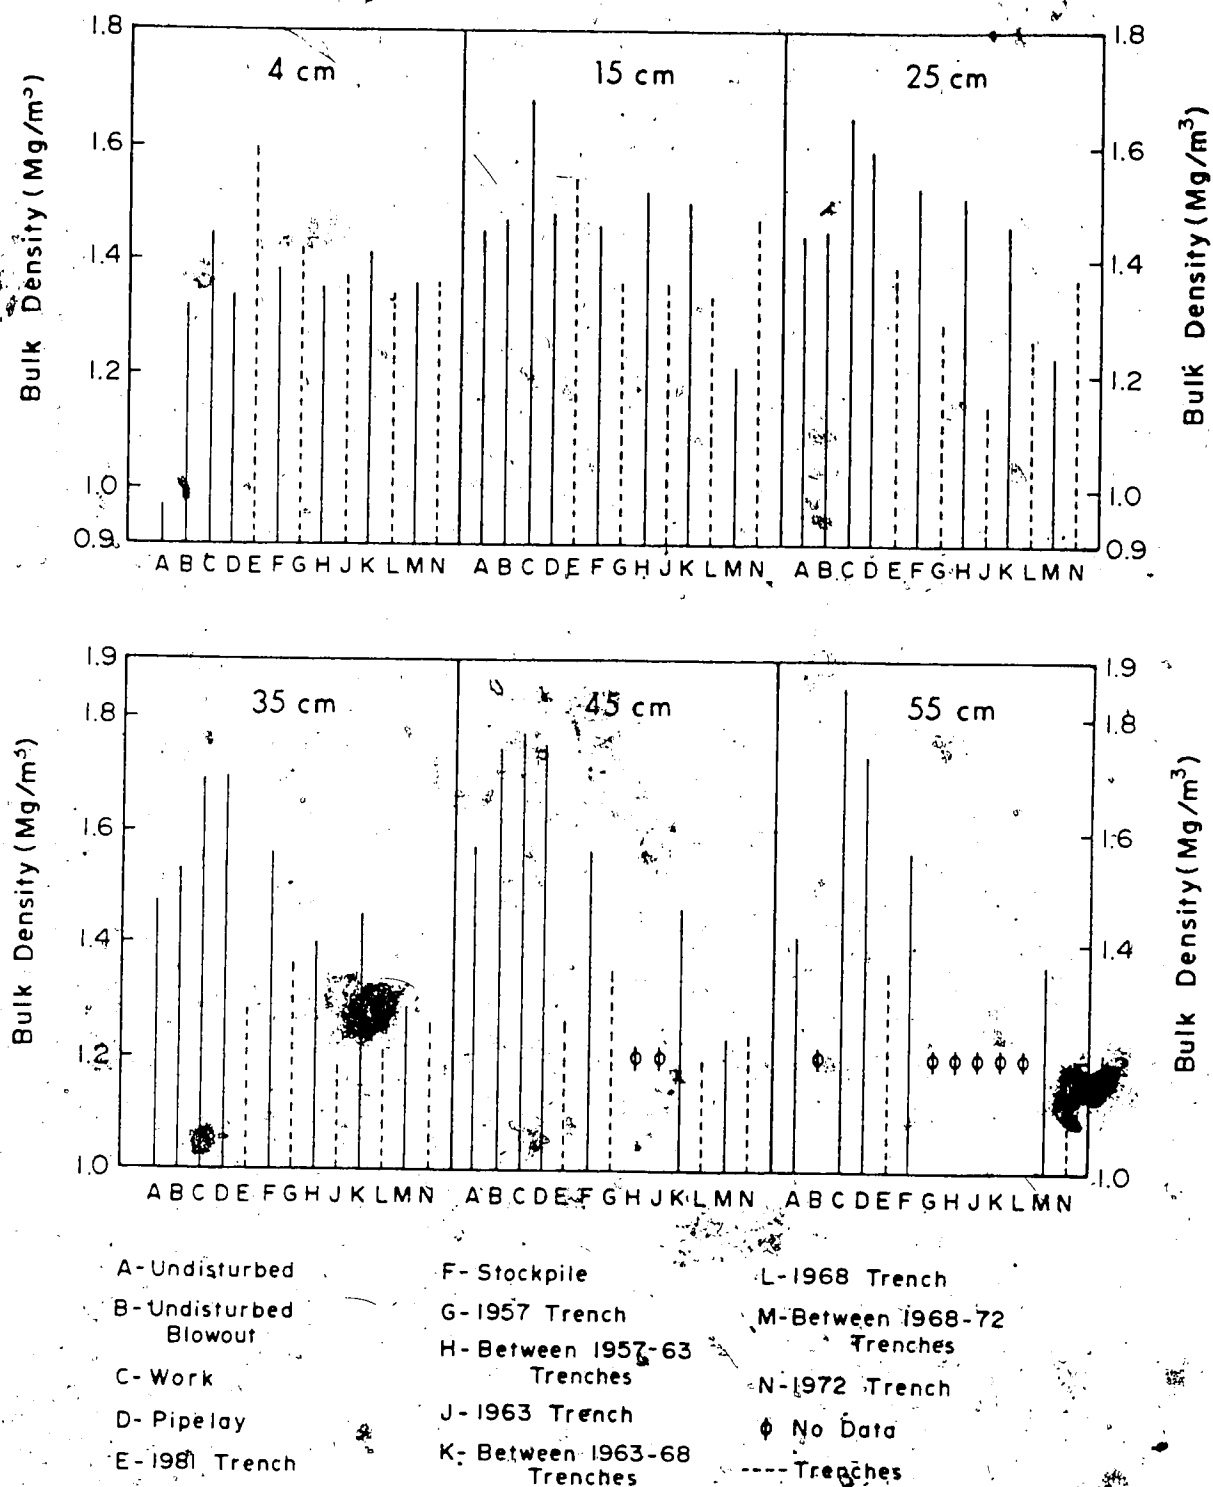 4 cm
15 cm
25 cm
Bulk Density (Mg/m³)
1.8
1.6
1.4
1.2
1.0
0.9
1.8
1.6
1.4
1.2
1.0
0.9
Bulk Density (Mg/m³)
A B C D E F G H J K L M N
A B C D E F G H J K L M N
A B C D E F G H J K L M N
35 cm
45 cm
55 cm
Bulk Density (Mg/m³)
1.9
1.8
1.6
1.4
1.2
1.0
1.9
1.8
1.6
1.4
1.0
Bulk Density (Mg/m³)
A B C D E F G H J K L M N
A B C D E F G H J K L M N
A B C D E F G H J K L M N
A-Undisturbed
B-Undisturbed
Blowout
C-Work
D-Pipelay
E-1981 Trench
F-Stockpile
G-1957 Trench
H-Between 1957-63
Trenches
J-1963 Trench
K-Between 1963-68
Trenches
L-1968 Trench
M-Between 1968-72
Trenches
N-1972 Trench
ϕ No Data
----Trenches